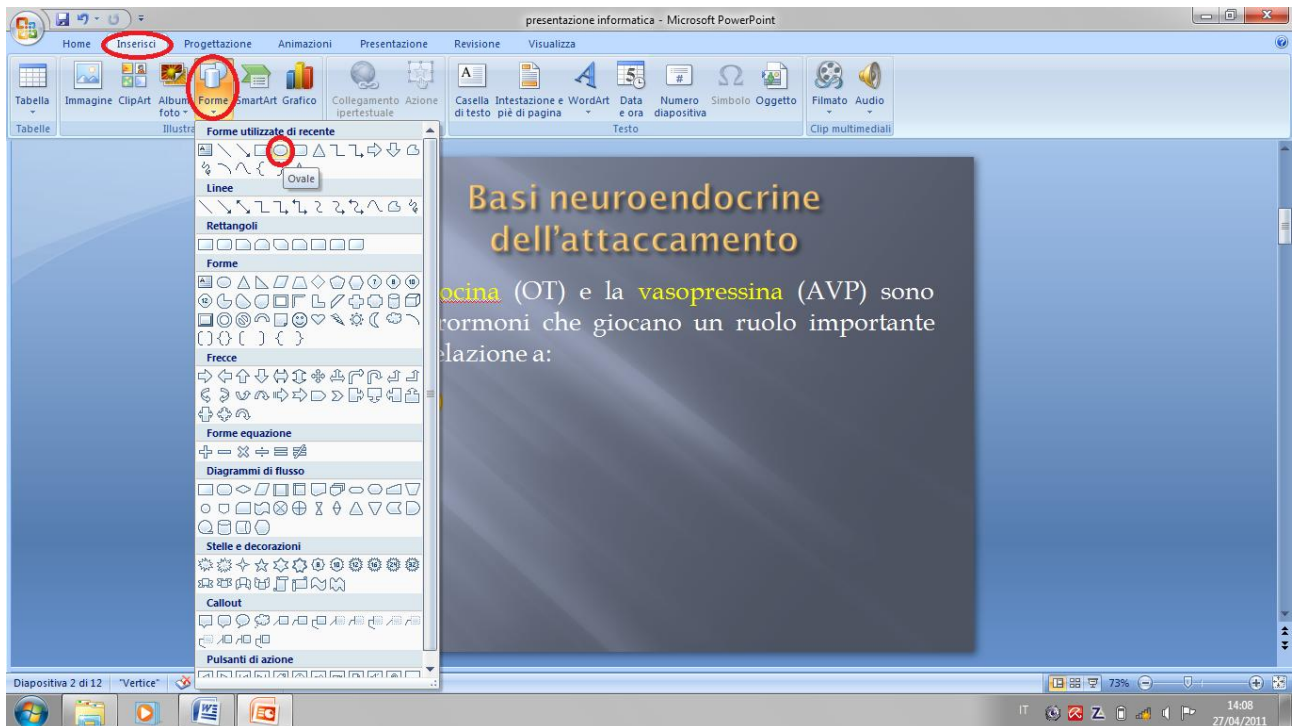 presentazione informatica - Microsoft PowerPoint
Home Inserisci Progettazione Animazioni Presentazione Revisione Visualizza
Tabella Immagine ClipArt Album foto Forme SmartArt Grafico Collegamento ipertestuale Azione Casella di testo Intestazione e piè di pagina WordArt Data e ora Numero diapositiva Simbolo Oggetto Filmato Audio
Tabelle Illustra Testo Clip multimediali
Forme utilizzate di recente
Ovale
Linee
Rettangoli
Forme
Frecce
Forme equazione
Diagrammi di flusso
Stelle e decorazioni
Callout
Pulsanti di azione
Basi neuroendocrine
dell'attaccamento
ocina (OT) e la vasopressina (AVP) sono
rormoni che giocano un ruolo importante
elazione a:
Diapositiva 2 di 12 "Vertice" 73%
IT 14:08
27/04/2011